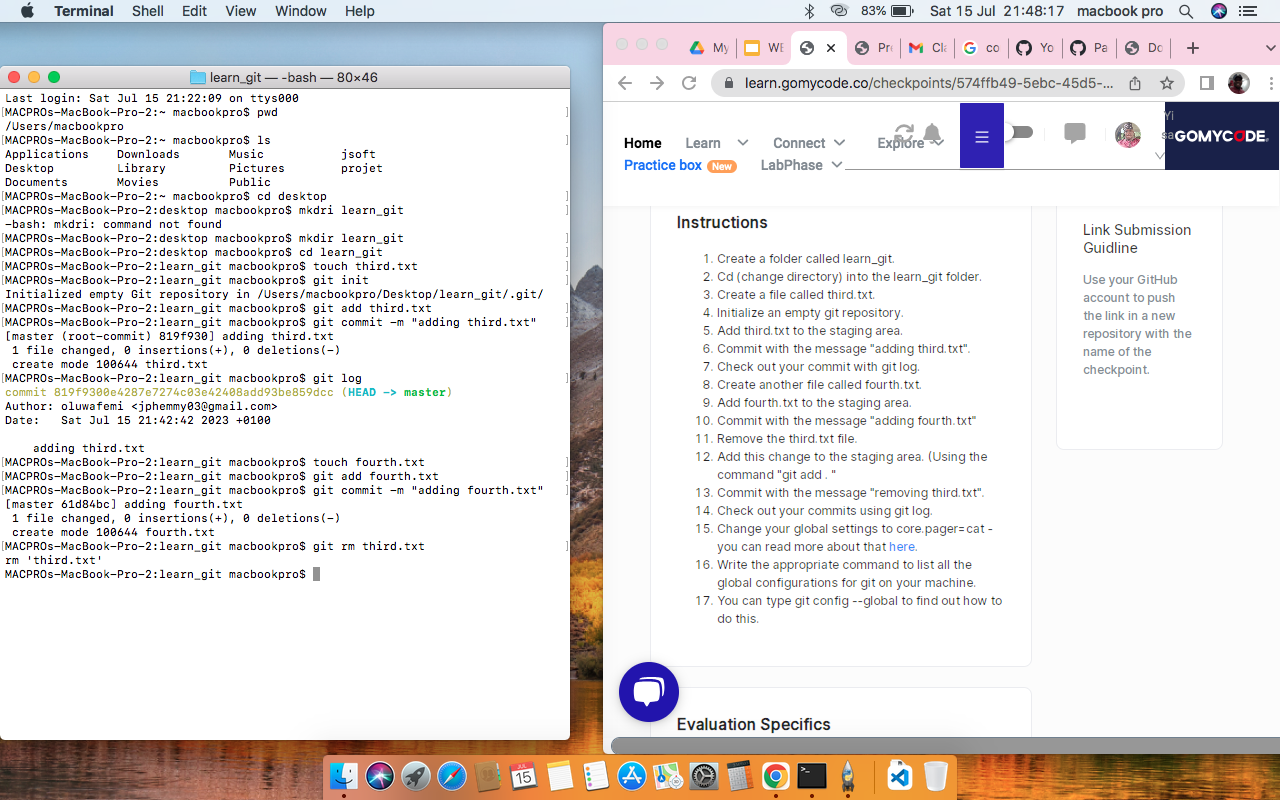 Terminal Shell Edit View Window Help 83% Sat 15 Jul 21:48:17 macbook pro
learn_git — -bash — 80×46
Last login: Sat Jul 15 21:22:09 on ttys000
[MACPROs-MacBook-Pro-2:~ macbookpro$ pwd ]
/Users/macbookpro
[MACPROs-MacBook-Pro-2:~ macbookpro$ ls ]
Applications Downloads Music jsoft
Desktop Library Pictures projet
Documents Movies Public
[MACPROs-MacBook-Pro-2:~ macbookpro$ cd desktop ]
[MACPROs-MacBook-Pro-2:desktop macbookpro$ mkdri learn_git ]
-bash: mkdri: command not found
[MACPROs-MacBook-Pro-2:desktop macbookpro$ mkdir learn_git ]
[MACPROs-MacBook-Pro-2:desktop macbookpro$ cd learn_git ]
[MACPROs-MacBook-Pro-2:learn_git macbookpro$ touch third.txt ]
[MACPROs-MacBook-Pro-2:learn_git macbookpro$ git init ]
Initialized empty Git repository in /Users/macbookpro/Desktop/learn_git/.git/
[MACPROs-MacBook-Pro-2:learn_git macbookpro$ git add third.txt ]
[MACPROs-MacBook-Pro-2:learn_git macbookpro$ git commit -m "adding third.txt" ]
[master (root-commit) 819f930] adding third.txt
1 file changed, 0 insertions(+), 0 deletions(-)
create mode 100644 third.txt
[MACPROs-MacBook-Pro-2:learn_git macbookpro$ git log ]
commit 819f9300e4287e7274c03e42408add93be859dcc (HEAD -> master)
Author: oluwafemi <jphemmy03@gmail.com>
Date: Sat Jul 15 21:42:42 2023 +0100
adding third.txt
[MACPROs-MacBook-Pro-2:learn_git macbookpro$ touch fourth.txt ]
[MACPROs-MacBook-Pro-2:learn_git macbookpro$ git add fourth.txt ]
[MACPROs-MacBook-Pro-2:learn_git macbookpro$ git commit -m "adding fourth.txt" ]
[master 61d84bc] adding fourth.txt
1 file changed, 0 insertions(+), 0 deletions(-)
create mode 100644 fourth.txt
[MACPROs-MacBook-Pro-2:learn_git macbookpro$ git rm third.txt ]
rm 'third.txt'
MACPROs-MacBook-Pro-2:learn_git macbookpro$
My WE Pr Cl co Yo Pa Do
learn.gomycode.co/checkpoints/574ffb49-5ebc-45d5-...
Home Learn Connect Explore
Practice box New LabPhase
Yi
sa
GOMYCODE
Instructions
1. Create a folder called learn_git.
2. Cd (change directory) into the learn_git folder.
3. Create a file called third.txt.
4. Initialize an empty git repository.
5. Add third.txt to the staging area.
6. Commit with the message "adding third.txt".
7. Check out your commit with git log.
8. Create another file called fourth.txt.
9. Add fourth.txt to the staging area.
10. Commit with the message "adding fourth.txt"
11. Remove the third.txt file.
12. Add this change to the staging area. (Using the
command "git add . "
13. Commit with the message "removing third.txt".
14. Check out your commits using git log.
15. Change your global settings to core.pager=cat -
you can read more about that here.
16. Write the appropriate command to list all the
global configurations for git on your machine.
17. You can type git config --global to find out how to
do this.
Link Submission
Guidline
Use your GitHub
account to push
the link in a new
repository with the
name of the
checkpoint.
Evaluation Specifics
JUL
15